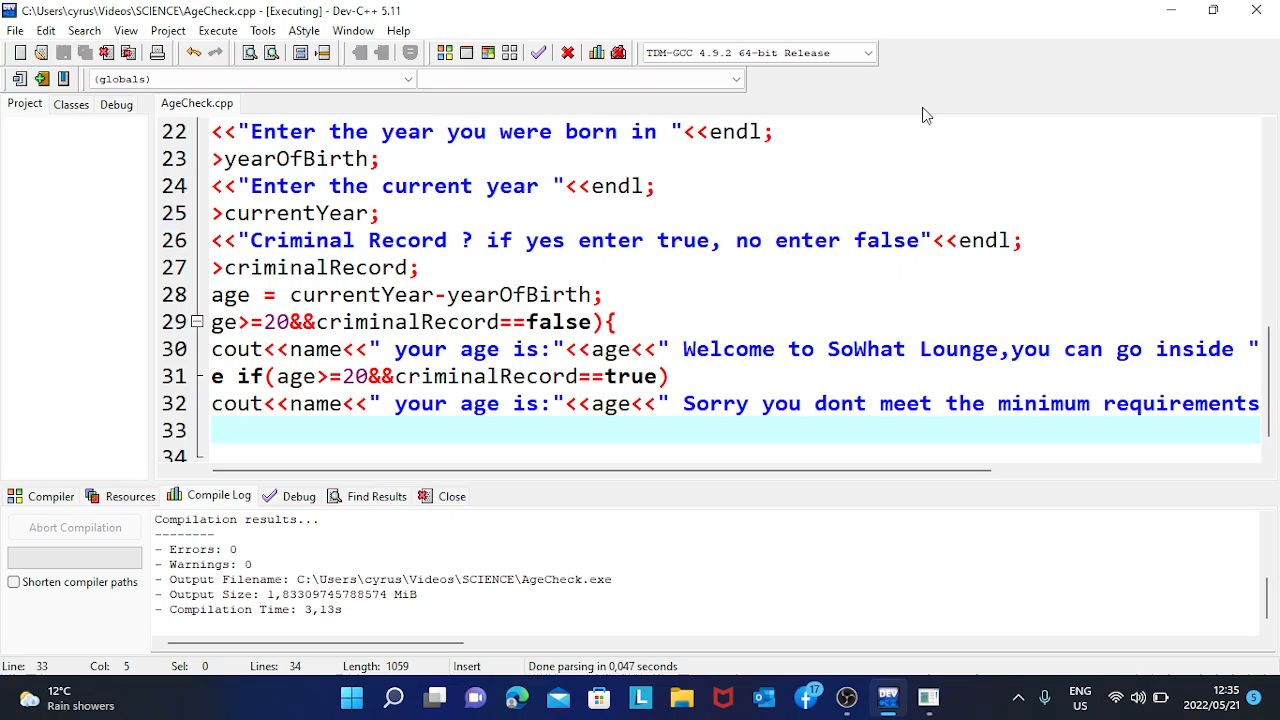 C:\Users\cyrus\Videos\SCIENCE\AgeCheck.cpp - [Executing] - Dev-C++ 5.11
File Edit Search View Project Execute Tools AStyle Window Help
TDM-GCC 4.9.2 64-bit Release
(globals)
Project Classes Debug AgeCheck.cpp
22 <<"Enter the year you were born in "<<endl;
23 >yearOfBirth;
24 <<"Enter the current year "<<endl;
25 >currentYear;
26 <<"Criminal Record ? if yes enter true, no enter false"<<endl;
27 >criminalRecord;
28 age = currentYear-yearOfBirth;
29 ge>=20&&criminalRecord==false){
30 cout<<name<<" your age is:"<<age<<" Welcome to SoWhat Lounge,you can go inside "
31 e if(age>=20&&criminalRecord==true)
32 cout<<name<<" your age is:"<<age<<" Sorry you dont meet the minimum requirements
33
34
Compiler Resources Compile Log Debug Find Results Close
Abort Compilation
Shorten compiler paths
Compilation results...
--------
- Errors: 0
- Warnings: 0
- Output Filename: C:\Users\cyrus\Videos\SCIENCE\AgeCheck.exe
- Output Size: 1,83309745788574 MiB
- Compilation Time: 3,13s
Line: 33 Col: 5 Sel: 0 Lines: 34 Length: 1059 Insert Done parsing in 0,047 seconds
12°C
Rain showers
L
17
DEV
ENG
US
12:35
2022/05/21
5